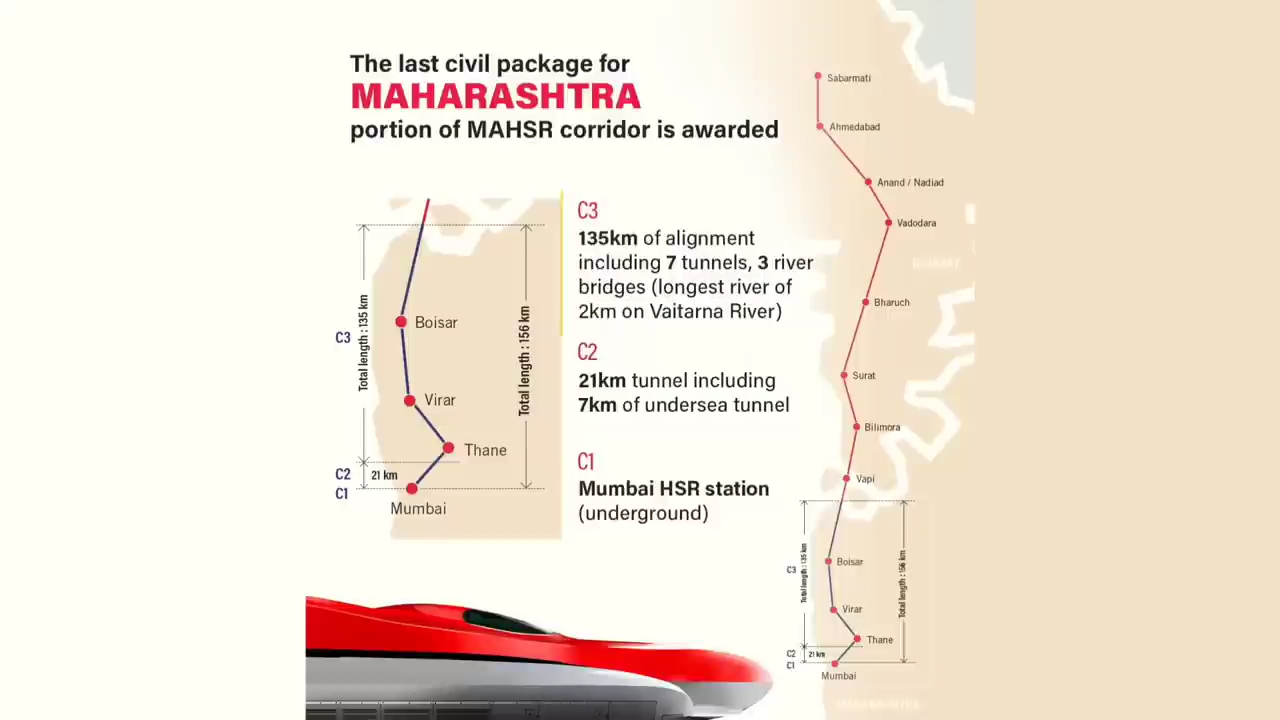 The last civil package for
MAHARASHTRA
portion of MAHSR corridor is awarded
C3
135km of alignment
including 7 tunnels, 3 river
bridges (longest river of
2km on Vaitarna River)
C2
21km tunnel including
7km of undersea tunnel
C1
Mumbai HSR station
(underground)
Boisar
Virar
Thane
Mumbai
C3
C2
C1
Total length : 135 km
21 km
Total length : 156 km
Sabarmati
Ahmedabad
Anand / Nadiad
Vadodara
GUJARAT
Bharuch
Surat
Bilimora
Vapi
Boisar
Virar
Thane
Mumbai
C3
C2
C1
Total length : 135 km
21 km
Total length : 156 km
MAHARASHTRA